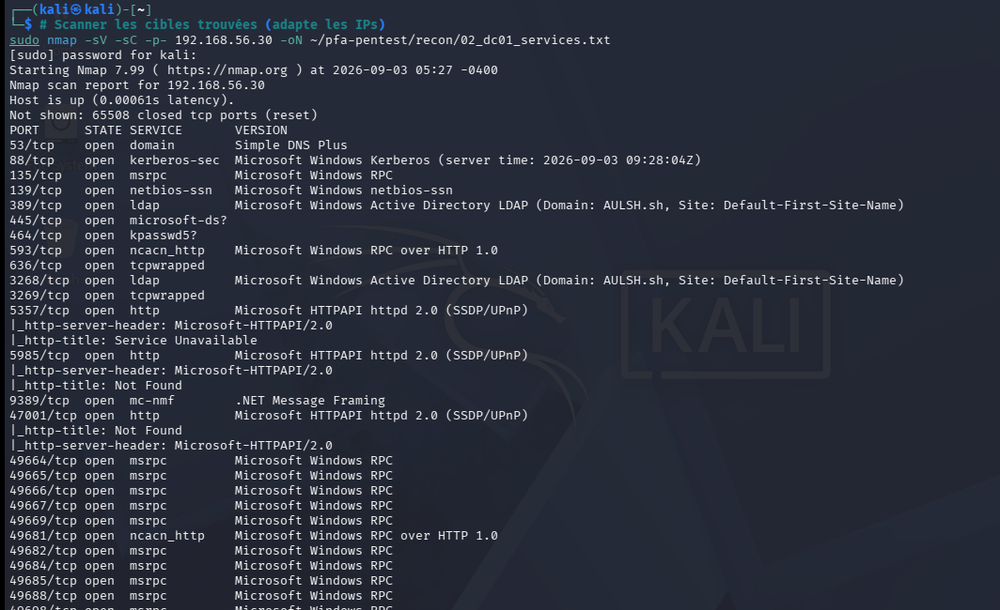 ┌──(kali㉿kali)-[~]
└─$ # Scanner les cibles trouvées (adapte les IPs)
sudo nmap -sV -sC -p- 192.168.56.30 -oN ~/pfa-pentest/recon/02_dc01_services.txt
[sudo] password for kali:
Starting Nmap 7.99 ( https://nmap.org ) at 2026-09-03 05:27 -0400
Nmap scan report for 192.168.56.30
Host is up (0.00061s latency).
Not shown: 65508 closed tcp ports (reset)
PORT      STATE SERVICE       VERSION
53/tcp    open  domain        Simple DNS Plus
88/tcp    open  kerberos-sec  Microsoft Windows Kerberos (server time: 2026-09-03 09:28:04Z)
135/tcp   open  msrpc         Microsoft Windows RPC
139/tcp   open  netbios-ssn   Microsoft Windows netbios-ssn
389/tcp   open  ldap          Microsoft Windows Active Directory LDAP (Domain: AULSH.sh, Site: Default-First-Site-Name)
445/tcp   open  microsoft-ds?
464/tcp   open  kpasswd5?
593/tcp   open  ncacn_http    Microsoft Windows RPC over HTTP 1.0
636/tcp   open  tcpwrapped
3268/tcp  open  ldap          Microsoft Windows Active Directory LDAP (Domain: AULSH.sh, Site: Default-First-Site-Name)
3269/tcp  open  tcpwrapped
5357/tcp  open  http          Microsoft HTTPAPI httpd 2.0 (SSDP/UPnP)
|_http-server-header: Microsoft-HTTPAPI/2.0
|_http-title: Service Unavailable
5985/tcp  open  http          Microsoft HTTPAPI httpd 2.0 (SSDP/UPnP)
|_http-server-header: Microsoft-HTTPAPI/2.0
|_http-title: Not Found
9389/tcp  open  mc-nmf        .NET Message Framing
47001/tcp open  http          Microsoft HTTPAPI httpd 2.0 (SSDP/UPnP)
|_http-title: Not Found
|_http-server-header: Microsoft-HTTPAPI/2.0
49664/tcp open  msrpc         Microsoft Windows RPC
49665/tcp open  msrpc         Microsoft Windows RPC
49666/tcp open  msrpc         Microsoft Windows RPC
49667/tcp open  msrpc         Microsoft Windows RPC
49669/tcp open  msrpc         Microsoft Windows RPC
49681/tcp open  ncacn_http    Microsoft Windows RPC over HTTP 1.0
49682/tcp open  msrpc         Microsoft Windows RPC
49684/tcp open  msrpc         Microsoft Windows RPC
49685/tcp open  msrpc         Microsoft Windows RPC
49688/tcp open  msrpc         Microsoft Windows RPC
open  msrpc         Microsoft Windows RPC
KALI